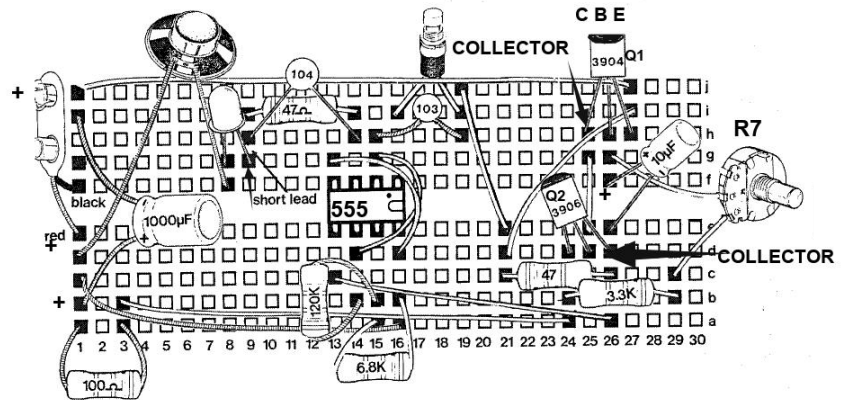 C B E
COLLECTOR
Q1
3904
104
+
j
47Ω
103
i
h
R7
g
10µF
+
-
f
black
short lead
555
Q2
3906
+
1000µF
+
red
+
e
d
COLLECTOR
47
c
+
120K
3.3K
b
a
1 2 3 4 5 6 7 8 9 10 11 12 13 14 15 16 17 18 19 20 21 22 23 24 25 26 27 28 29 30
6.8K
100Ω